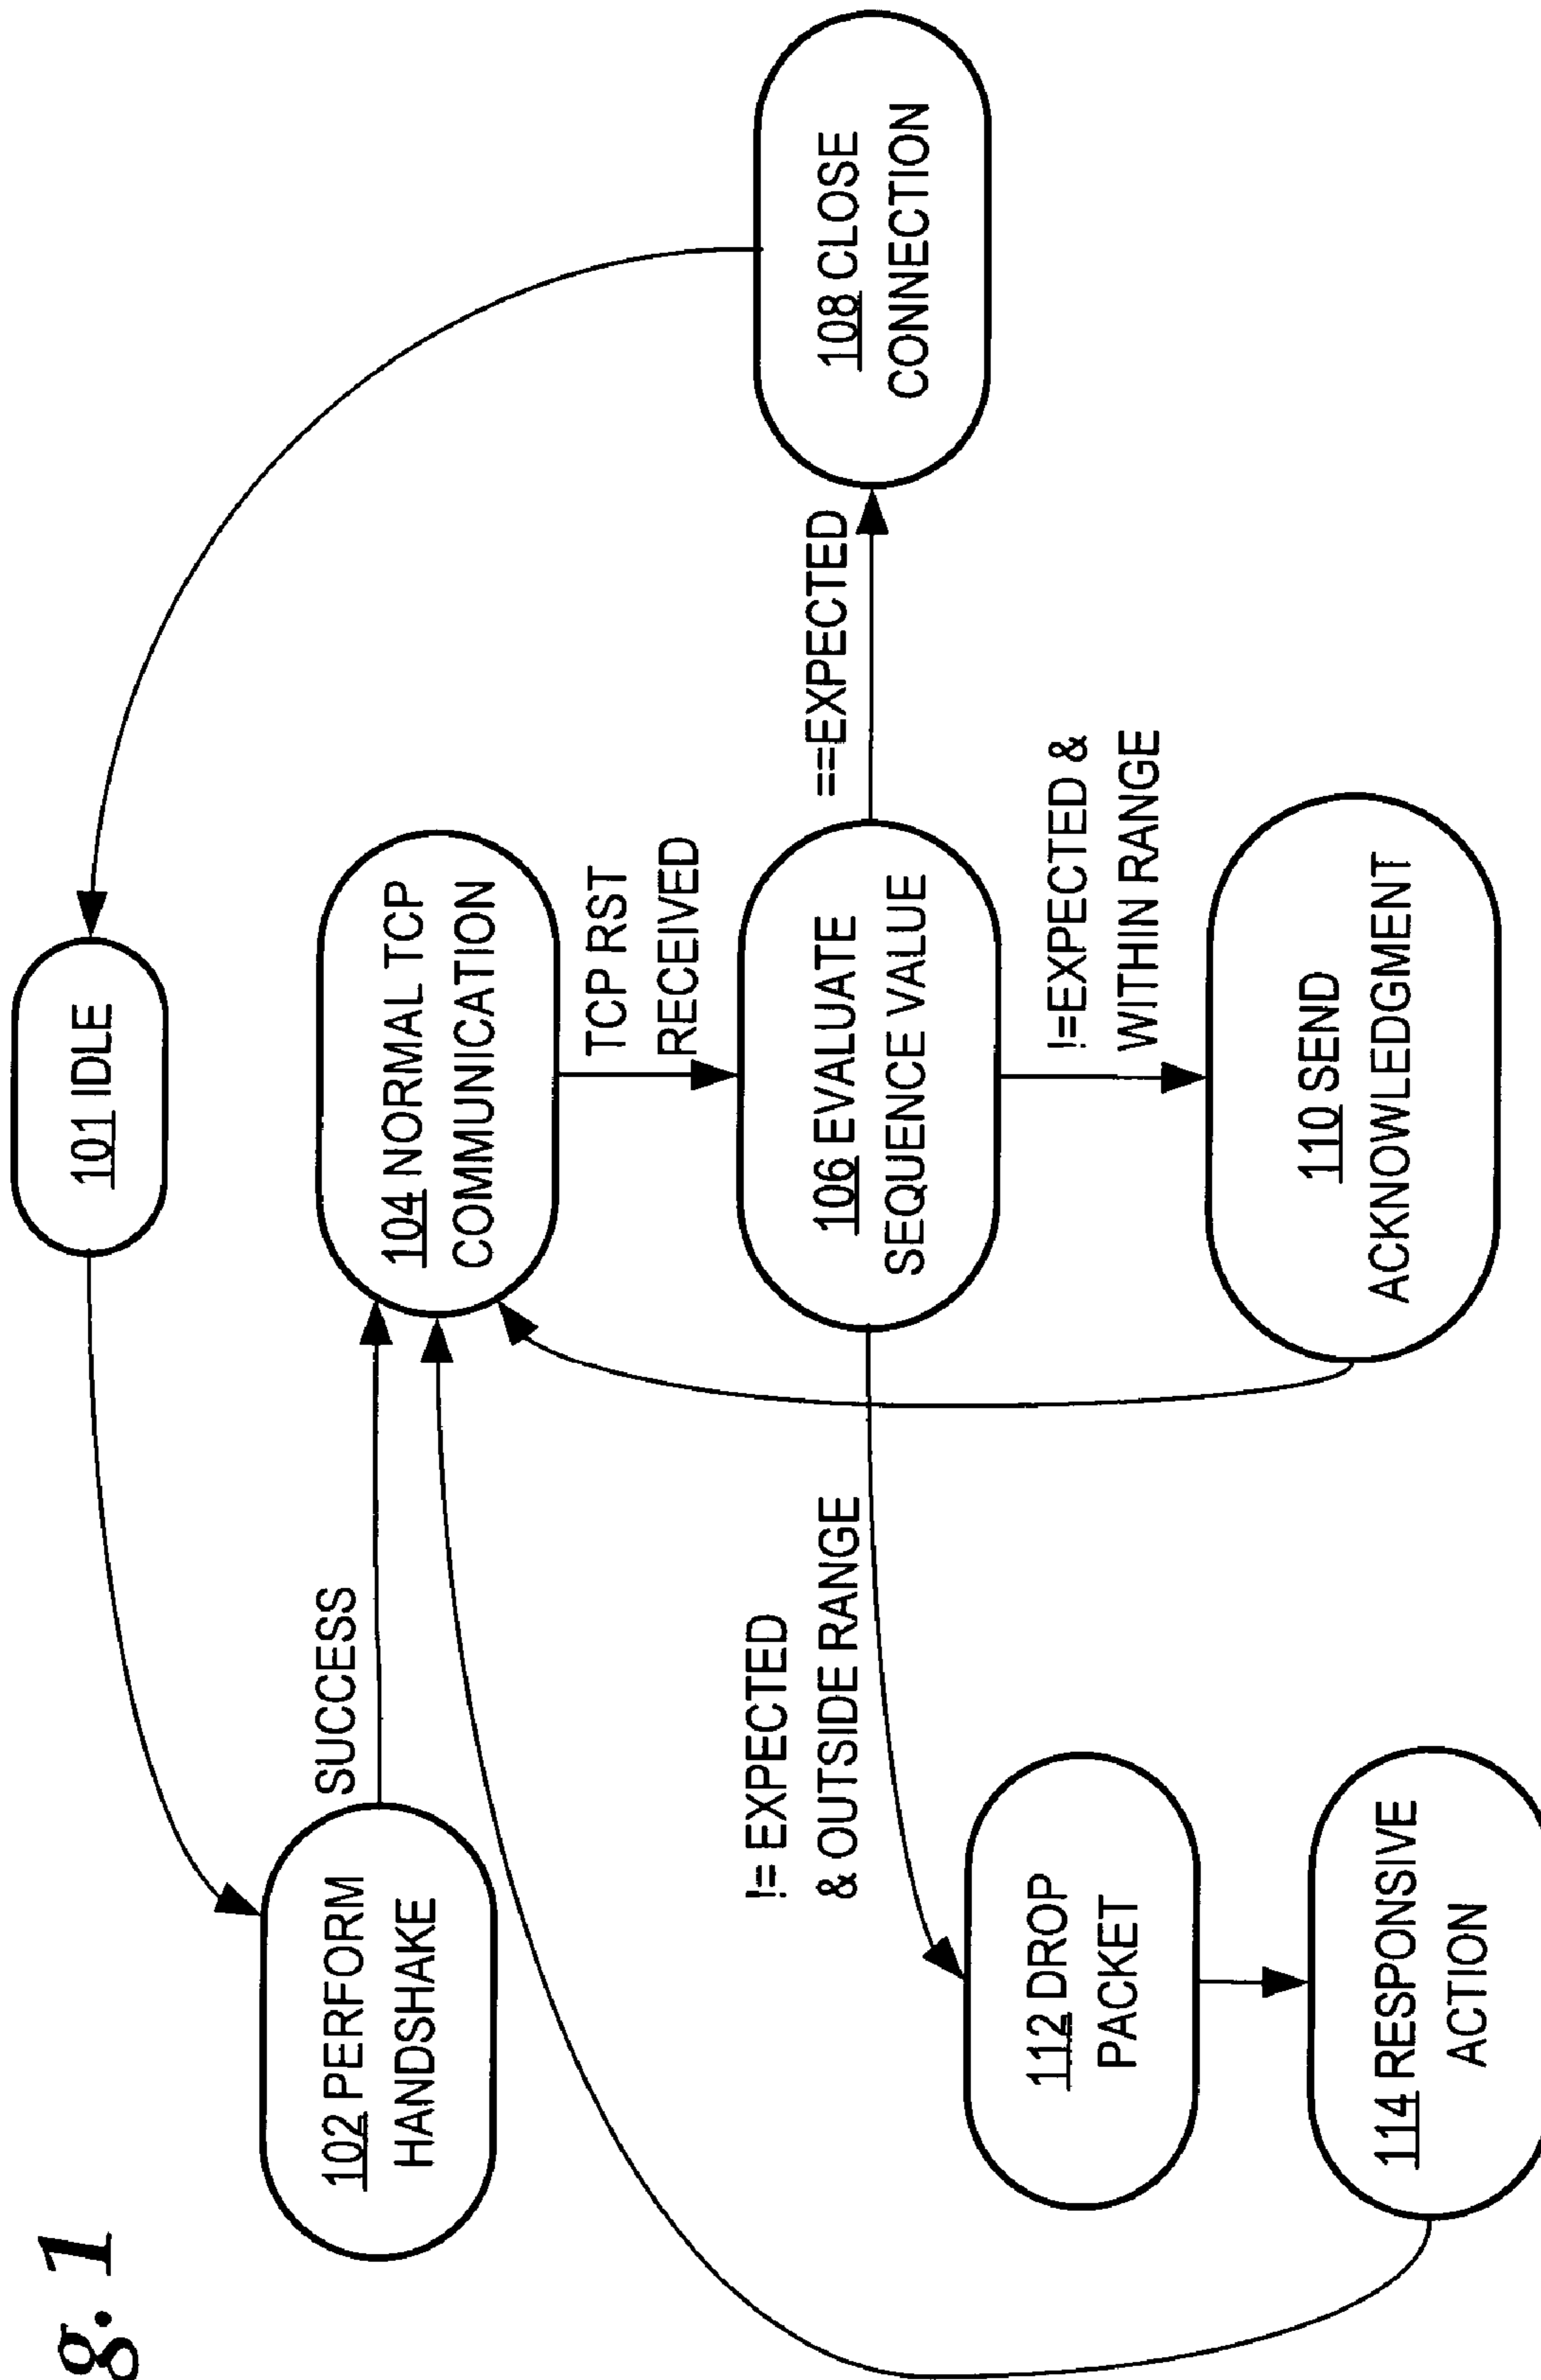 g. 1
101 IDLE
102 PERFORM
HANDSHAKE
SUCCESS
104 NORMAL TCP
COMMUNICATION
TCP RST
RECEIVED
106 EVALUATE
SEQUENCE VALUE
==EXPECTED
108 CLOSE
CONNECTION
!=EXPECTED &
WITHIN RANGE
110 SEND
ACKNOWLEDGMENT
!= EXPECTED
& OUTSIDE RANGE
112 DROP
PACKET
114 RESPONSIVE
ACTION